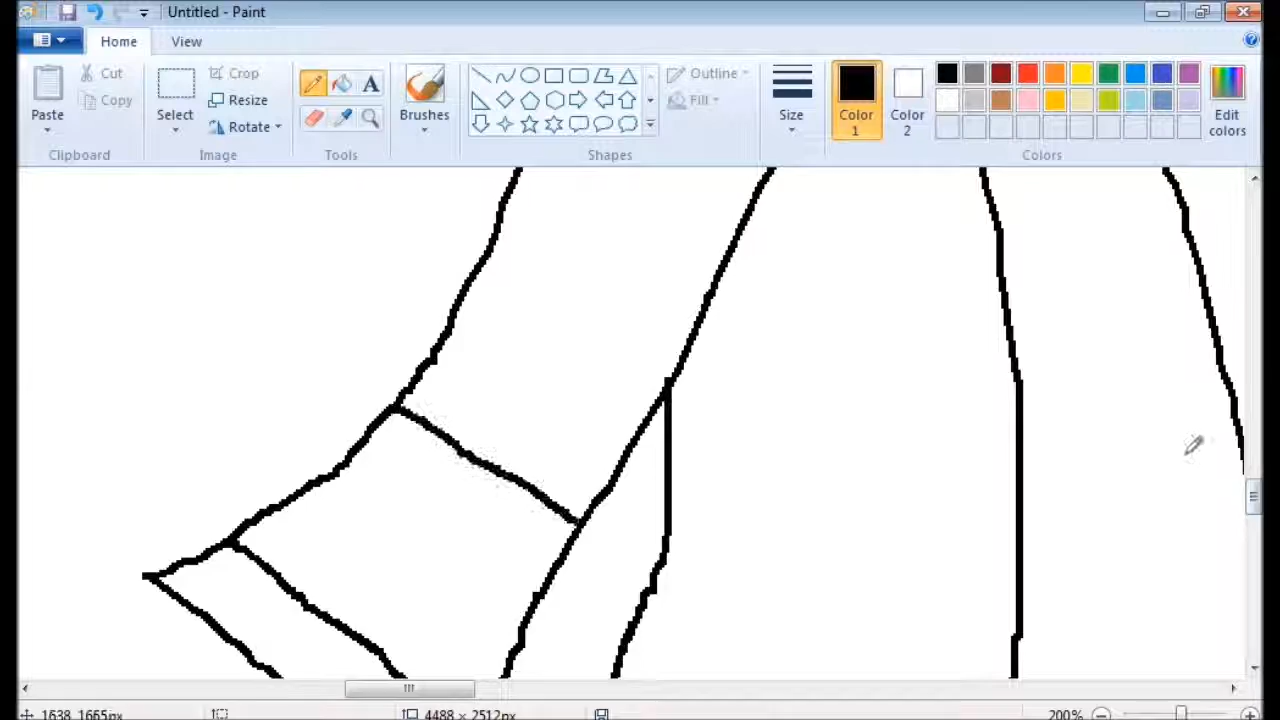 Untitled - Paint
Home View
Paste Cut Copy Clipboard
Select Crop Resize Rotate Image
A Tools
Brushes
Outline Fill Shapes
Size
Color 1 Color 2 Edit colors Colors
1638, 1665px 4488 × 2512px 200%